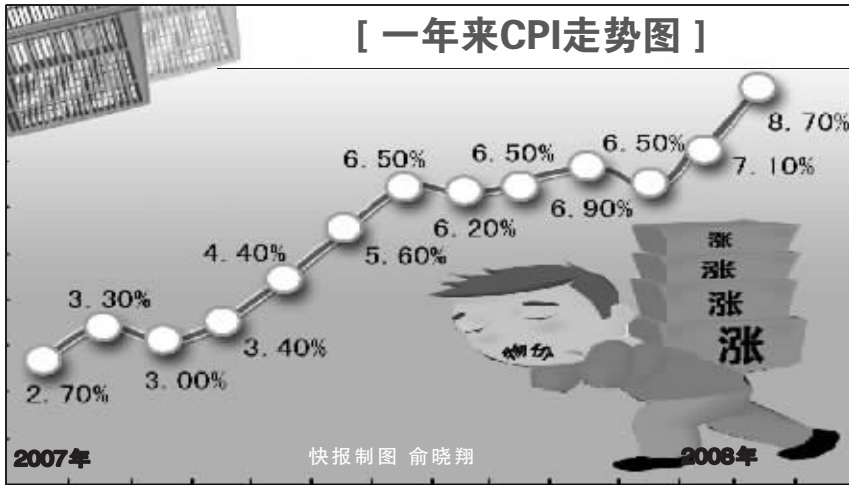 [ 一年来CPI走势图 ]
8. 70%
6. 50%
6. 50%
6. 50%
7. 10%
6. 90%
6. 20%
4. 40%
5. 60%
3. 30%
3. 40%
3. 00%
2. 70%
涨
涨
涨
涨
物价
2007年
快报制图 俞晓翔
2008年